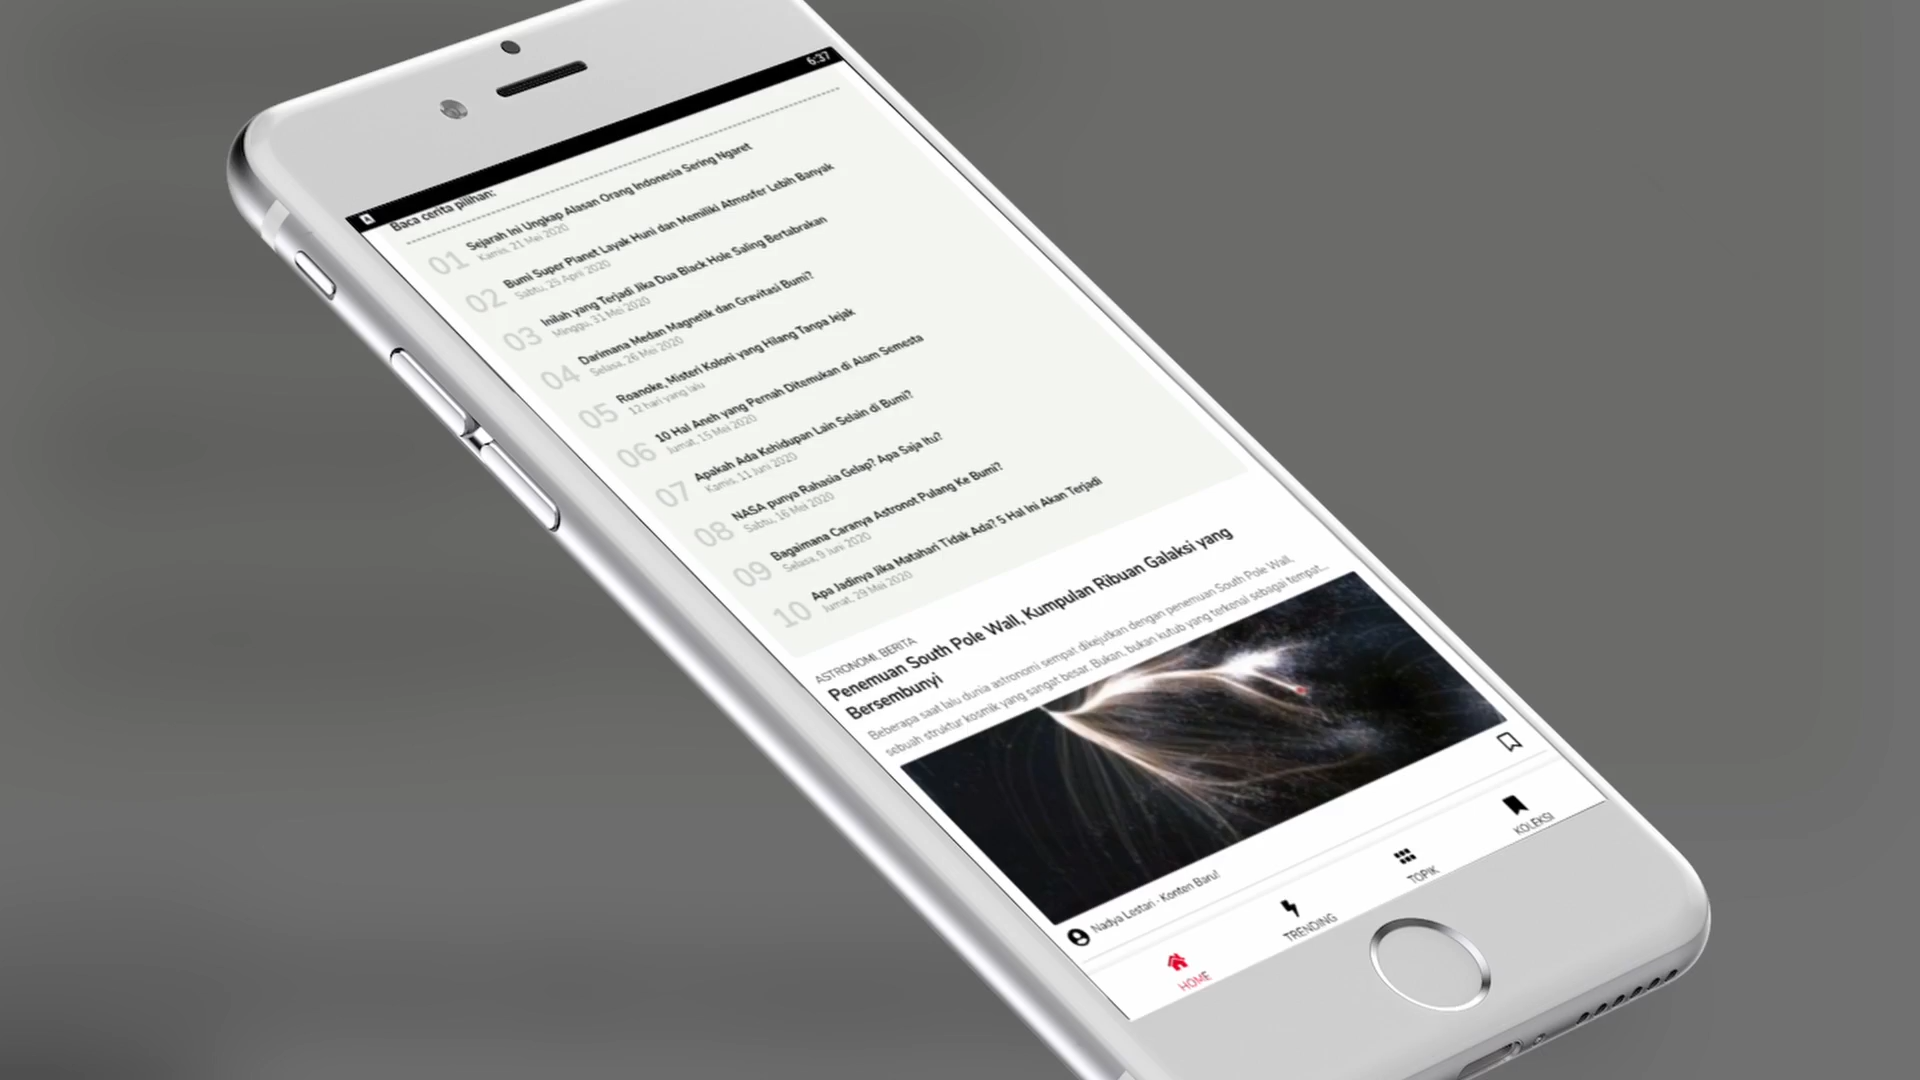 6:37
Baca cerita pilihan:
01
Sejarah Ini Ungkap Alasan Orang Indonesia Sering Ngaret
Kamis, 21 Mei 2020
02
Bumi Super Planet Layak Huni dan Memiliki Atmosfer Lebih Banyak
Sabtu, 25 April 2020
03
Inilah yang Terjadi Jika Dua Black Hole Saling Bertabrakan
Minggu, 31 Mei 2020
04
Darimana Medan Magnetik dan Gravitasi Bumi?
Selasa, 26 Mei 2020
05
Roanoke, Misteri Koloni yang Hilang Tanpa Jejak
12 hari yang lalu
06
10 Hal Aneh yang Pernah Ditemukan di Alam Semesta
Jumat, 15 Mei 2020
07
Apakah Ada Kehidupan Lain Selain di Bumi?
Kamis, 11 Juni 2020
08
NASA punya Rahasia Gelap? Apa Saja Itu?
Sabtu, 16 Mei 2020
09
Bagaimana Caranya Astronot Pulang Ke Bumi?
Selasa, 9 Juni 2020
10
Apa Jadinya Jika Matahari Tidak Ada? 5 Hal Ini Akan Terjadi
Jumat, 29 Mei 2020
ASTRONOMI, BERITA
Penemuan South Pole Wall, Kumpulan Ribuan Galaksi yang
Bersembunyi
Beberapa saat lalu dunia astronomi sempat dikejutkan dengan penemuan South Pole Wall,
sebuah struktur kosmik yang sangat besar. Bukan, bukan kutub yang terkenal sebagai tempat...
Nadya Lestari - Konten Baru!
HOME
TRENDING
TOPIK
KOLEKSI